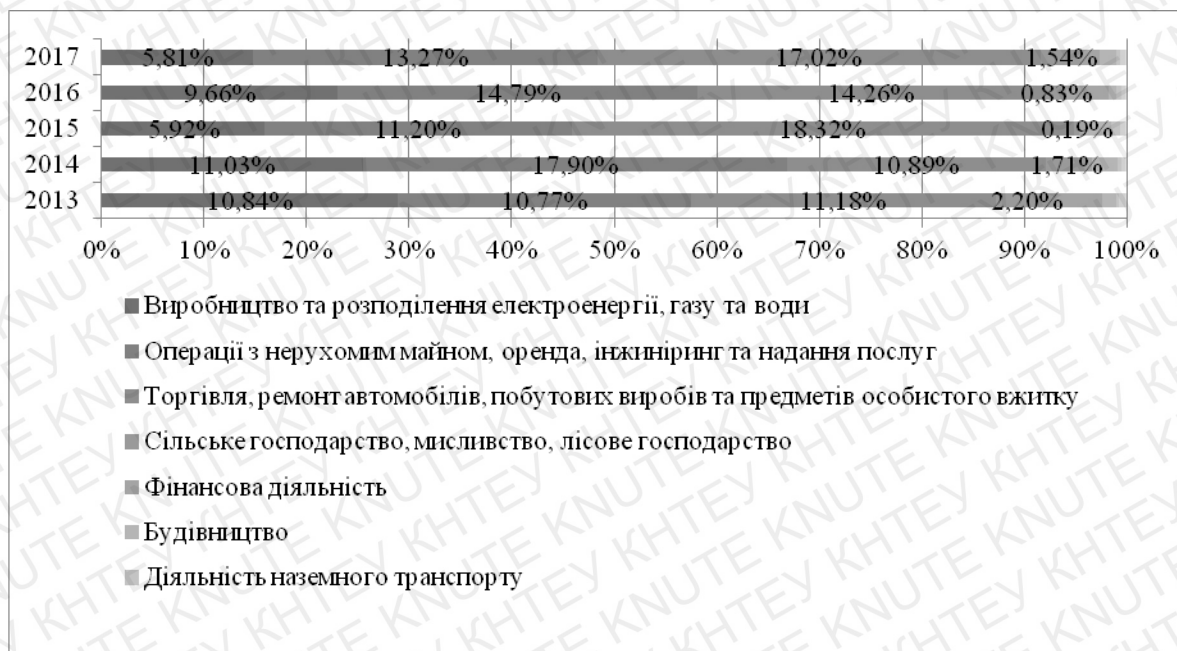 2017 5,81% 13,27% 17,02% 1,54%
2016 9,66% 14,79% 14,26% 0,83%
2015 5,92% 11,20% 18,32% 0,19%
2014 11,03% 17,90% 10,89% 1,71%
2013 10,84% 10,77% 11,18% 2,20%
0% 10% 20% 30% 40% 50% 60% 70% 80% 90% 100%
Виробництво та розподілення електроенергії, газу та води
Операції з нерухомим майном, оренда, інжиніринг та надання послуг
Торгівля, ремонт автомобілів, побутових виробів та предметів особистого вжитку
Сільське господарство, мисливство, лісове господарство
Фінансова діяльність
Будівництво
Діяльність наземного транспорту